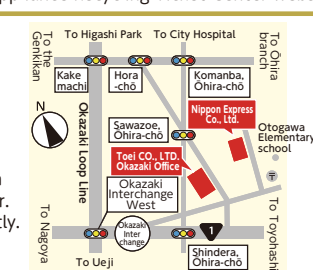 To Higashi Park
To City Hospital
To the
Genkikan
To Ōhira
branch
Kake
machi
Hora
-chō
Komanba,
Ōhira-chō
Nippon Express
Co., Ltd.
N
Okazaki Loop Line
Sawazoe,
Ōhira-chō
Otogawa
Elementary
school
Toei CO., LTD.
Okazaki Office
Okazaki
Interchange
West
r.
tly.
To Nagoya
Okazaki
Inter
change
1
To Toyohashi
To Ueji
Shindera,
Ōhira-chō